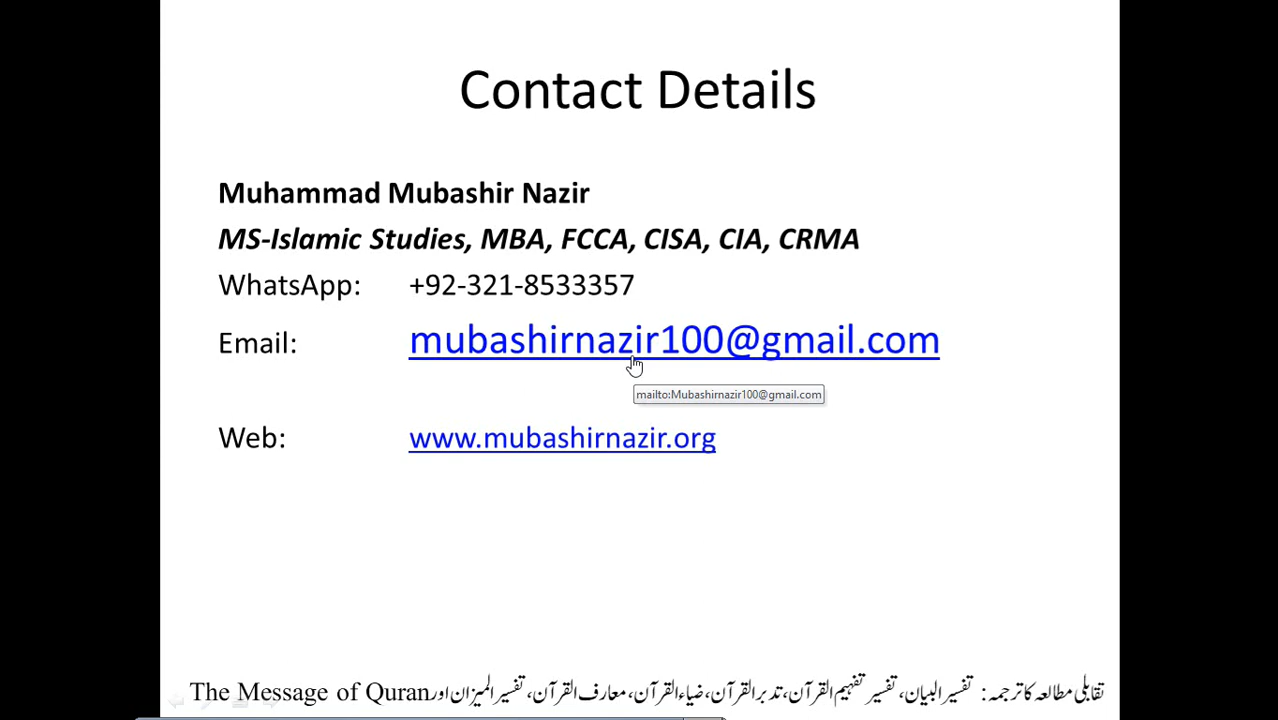 Contact Details
Muhammad Mubashir Nazir
MS-Islamic Studies, MBA, FCCA, CISA, CIA, CRMA
WhatsApp: +92-321-8533357
Email: mubashirnazir100@gmail.com
mailto:Mubashirnazir100@gmail.com
Web: www.mubashirnazir.org
تقابلی مطالعہ کا ترجمہ: تفسیر البیان، تفسیر تفہیم القرآن، تدبر القرآن، ضیاء القرآن، معارف القرآن، تفسیر المیزان اور The Message of Quran